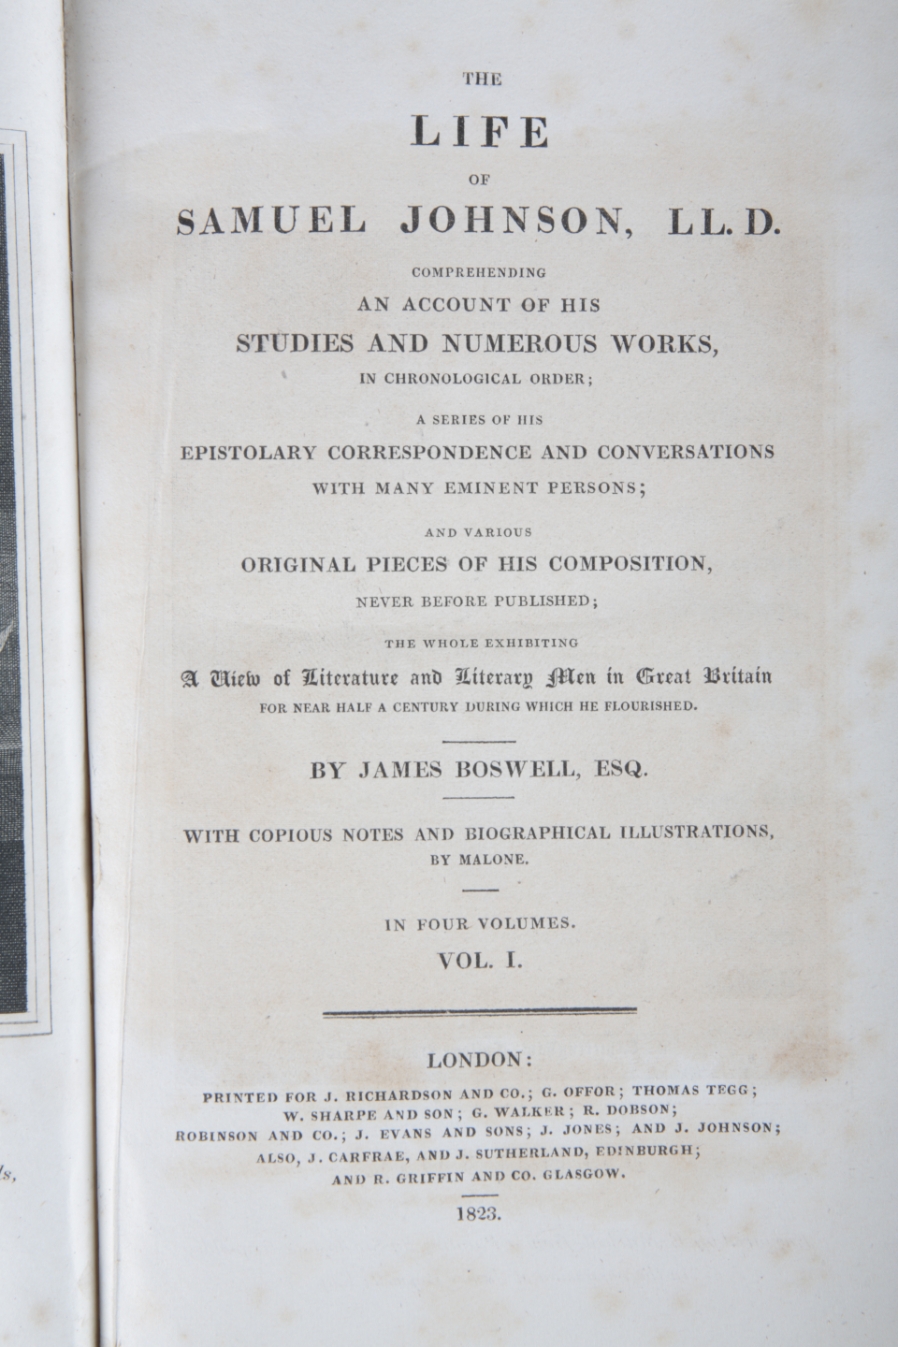 THE
LIFE
OF
SAMUEL JOHNSON, LL. D.
COMPREHENDING
AN ACCOUNT OF HIS
STUDIES AND NUMEROUS WORKS,
IN CHRONOLOGICAL ORDER;
A SERIES OF HIS
EPISTOLARY CORRESPONDENCE AND CONVERSATIONS
WITH MANY EMINENT PERSONS;
AND VARIOUS
ORIGINAL PIECES OF HIS COMPOSITION,
NEVER BEFORE PUBLISHED;
THE WHOLE EXHIBITING
A View of Literature and Literary Men in Great Britain
FOR NEAR HALF A CENTURY DURING WHICH HE FLOURISHED.
BY JAMES BOSWELL, ESQ.
WITH COPIOUS NOTES AND BIOGRAPHICAL ILLUSTRATIONS,
BY MALONE.
IN FOUR VOLUMES.
VOL. I.
LONDON:
PRINTED FOR J. RICHARDSON AND CO.; G. OFFOR; THOMAS TEGG;
W. SHARPE AND SON; G. WALKER; R. DOBSON;
ROBINSON AND CO.; J. EVANS AND SONS; J. JONES; AND J. JOHNSON;
ALSO, J. CARFRAE, AND J. SUTHERLAND, EDINBURGH;
AND R. GRIFFIN AND CO. GLASGOW.
1823.